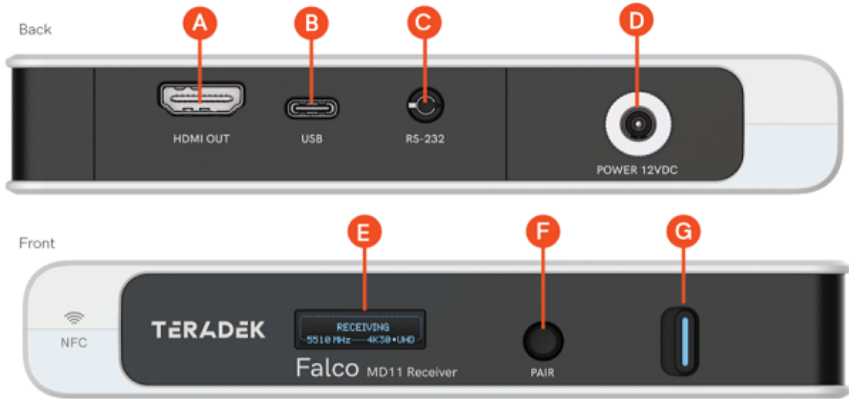 Back
A
B
C
D
HDMI OUT
USB
RS-232
POWER 12VDC
Front
E
F
G
NFC
TERADEK
RECEIVING
5510 MHz 4K30•UHD
Falco MD11 Receiver
PAIR